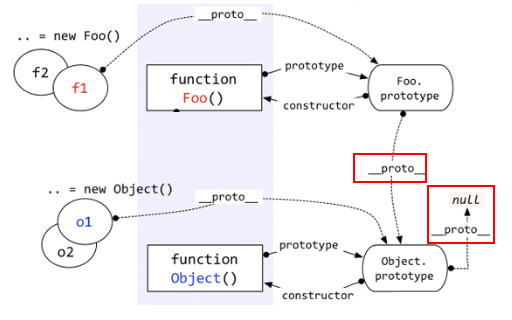 .. = new Foo()
__proto__
f2
f1
function
Foo()
prototype
constructor
Foo.
prototype
__proto__
.. = new Object()
__proto__
null
__proto__
o1
o2
function
Object()
prototype
constructor
Object.
prototype